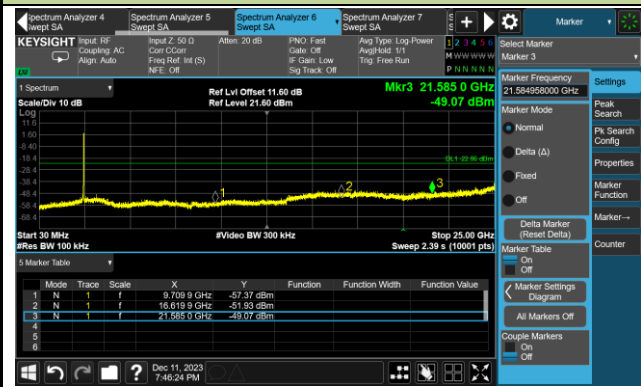 Spectrum Analyzer 4
Swept SA
Spectrum Analyzer 5
Swept SA
Spectrum Analyzer 6
Swept SA
Spectrum Analyzer 7
Swept SA
Marker
KEYSIGHT
Input: RF
Coupling: AC
Align: Auto
Input Z: 50 Ω
Corr CCorr
Freq Ref: Int (S)
NFE: Off
Atten: 20 dB
PNO: Fast
Gate: Off
IF Gain: Low
Sig Track: Off
Avg Type: Log-Power
Avg|Hold: 1/1
Trig: Free Run
1 2 3 4 5 6
M W W W W W
P N N N N N
LVI
Select Marker
Marker 3
1 Spectrum
Scale/Div 10 dB
Log
Ref Lvl Offset 11.60 dB
Ref Level 21.60 dBm
Mkr3 21.585 0 GHz
-49.07 dBm
11.6
1.60
-8.40
-18.4
-28.4
-38.4
-48.4
-58.4
-68.4
DL1 -22.86 dBm
1
2
3
Start 30 MHz
#Res BW 100 kHz
#Video BW 300 kHz
Stop 25.00 GHz
Sweep 2.39 s (10001 pts)
5 Marker Table
Mode Trace Scale X Y Function Function Width Function Value
1 N 1 f 9.709 9 GHz -57.37 dBm
2 N 1 f 16.619 9 GHz -51.93 dBm
3 N 1 f 21.585 0 GHz -49.07 dBm
4
5
6
Marker Frequency
21.584958000 GHz
Marker Mode
Normal
Delta (Δ)
Fixed
Off
Delta Marker
(Reset Delta)
Marker Table
On
Off
Marker Settings
Diagram
All Markers Off
Couple Markers
On
Off
Settings
Peak
Search
Pk Search
Config
Properties
Marker
Function
Marker→
Counter
Dec 11, 2023
7:46:24 PM